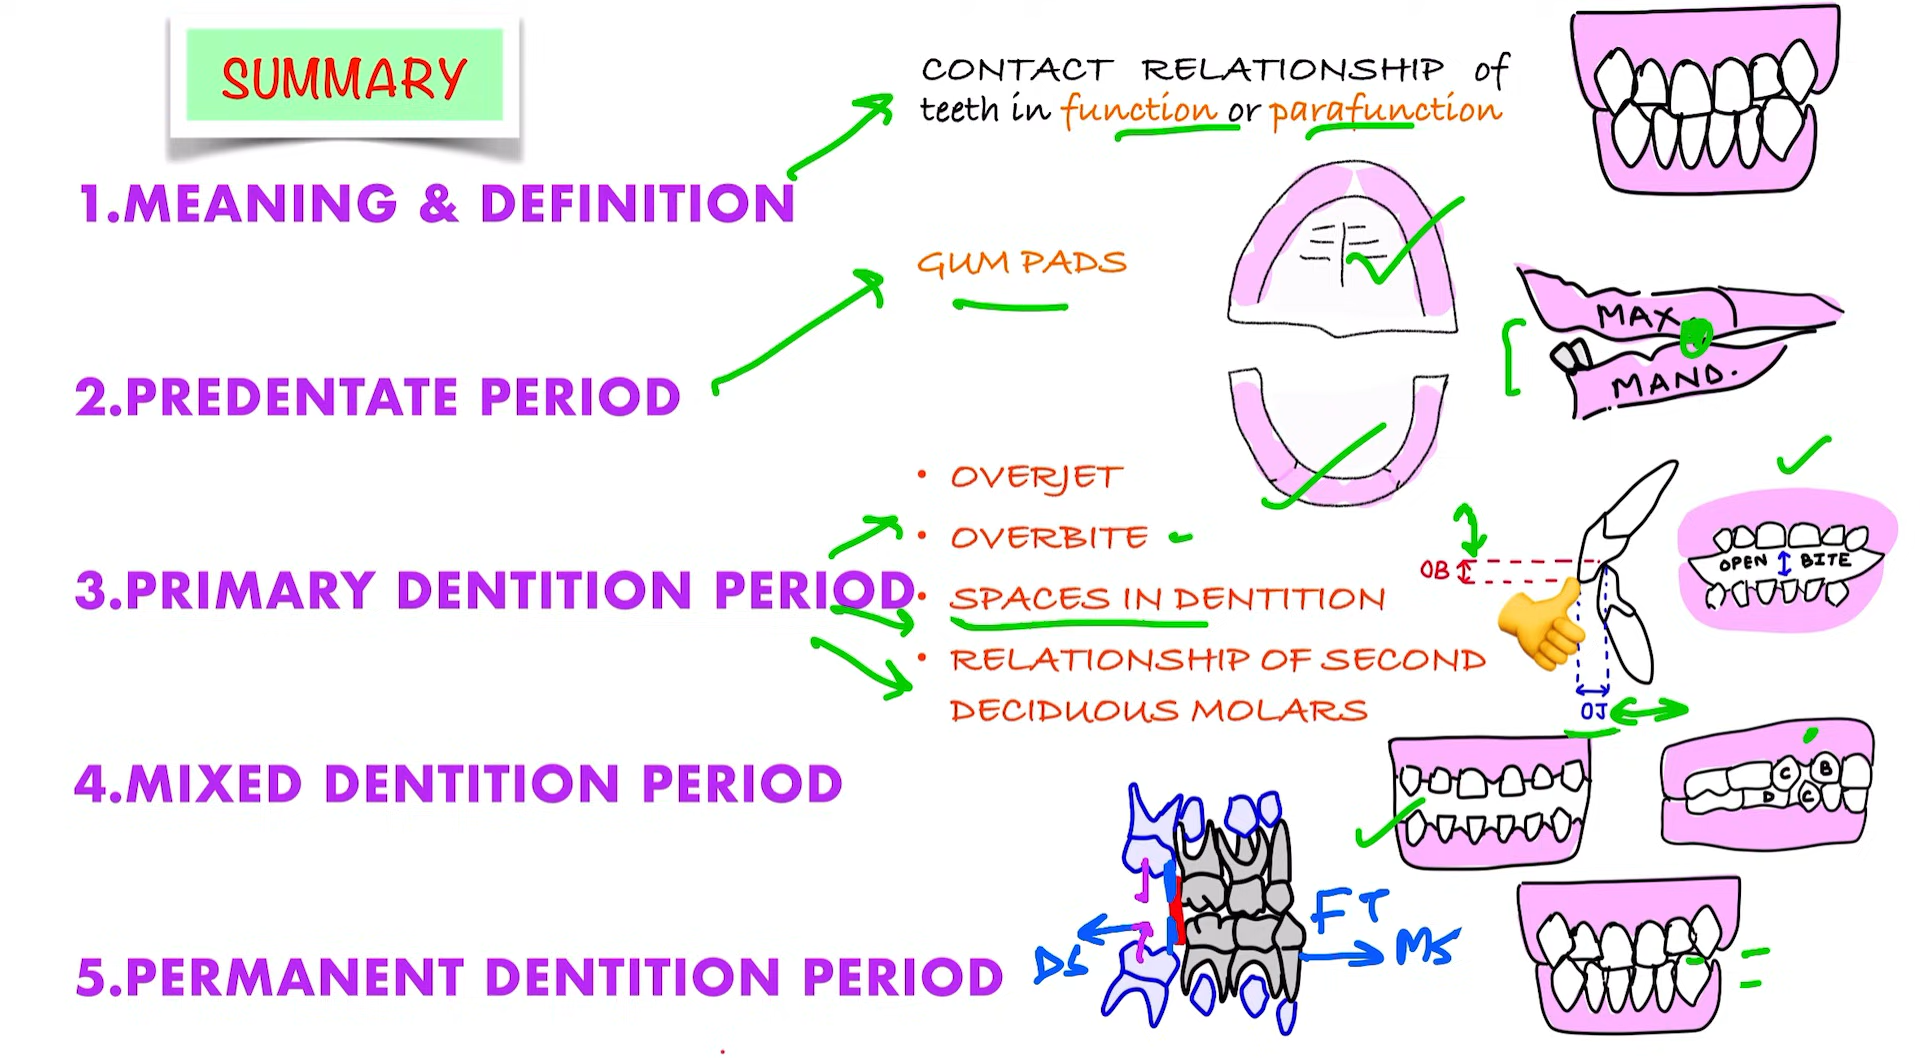 SUMMARY
CONTACT RELATIONSHIP of
teeth in function or parafunction
1.MEANING & DEFINITION
GUM PADS
MAX.
MAND.
2.PREDENTATE PERIOD
• OVERJET
• OVERBITE
OB
OPEN BITE
3.PRIMARY DENTITION PERIOD
• SPACES IN DENTITION
• RELATIONSHIP OF SECOND
DECIDUOUS MOLARS
OJ
4.MIXED DENTITION PERIOD
C B
D C
FT
DS
MS
5.PERMANENT DENTITION PERIOD